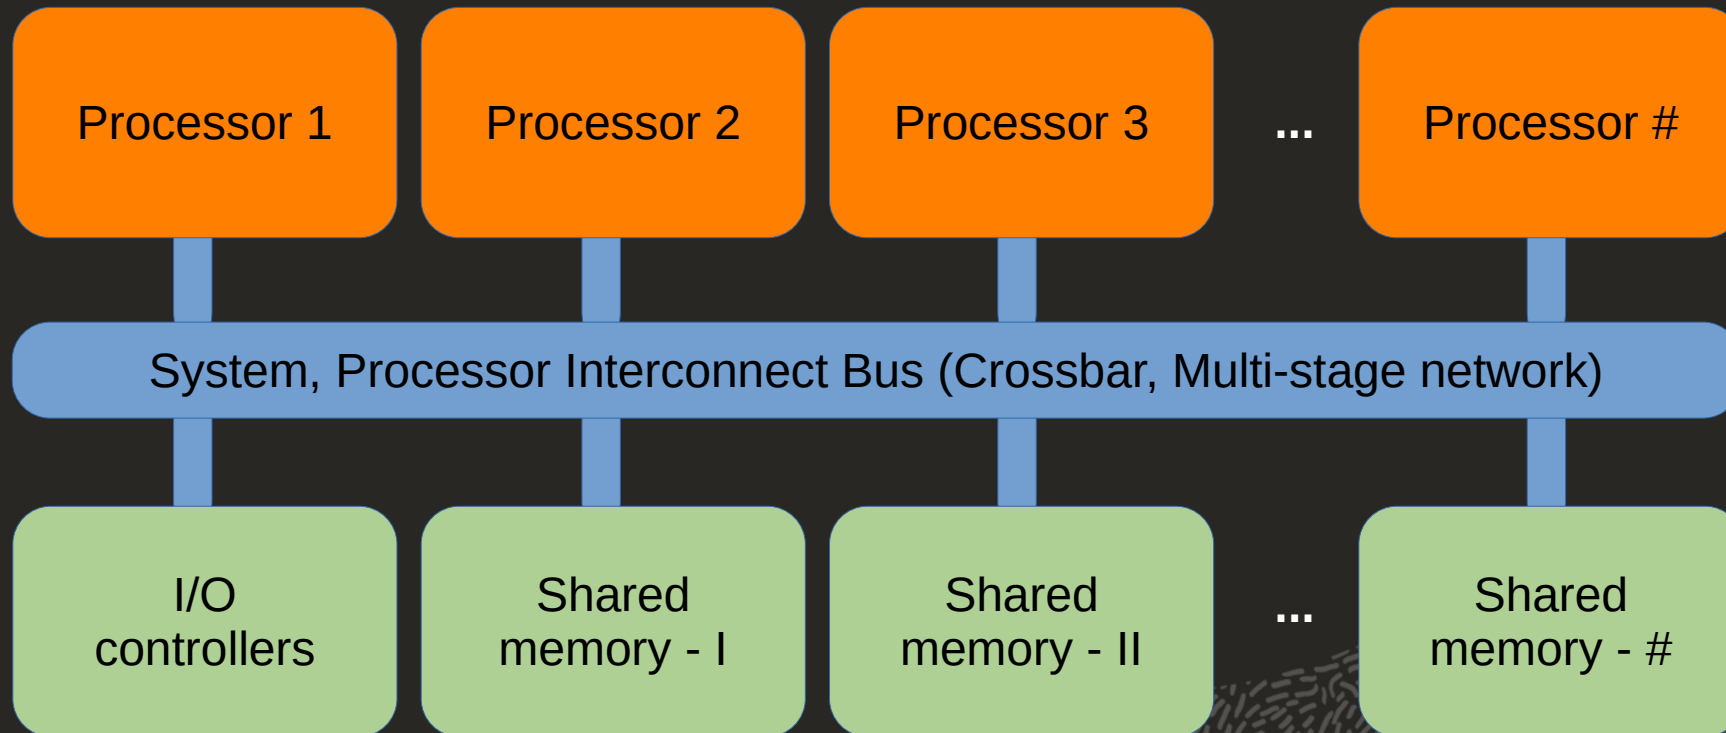 Processor 1
Processor 2
Processor 3
...
Processor #
System, Processor Interconnect Bus (Crossbar, Multi-stage network)
I/O
controllers
Shared
memory - I
Shared
memory - II
...
Shared
memory - #